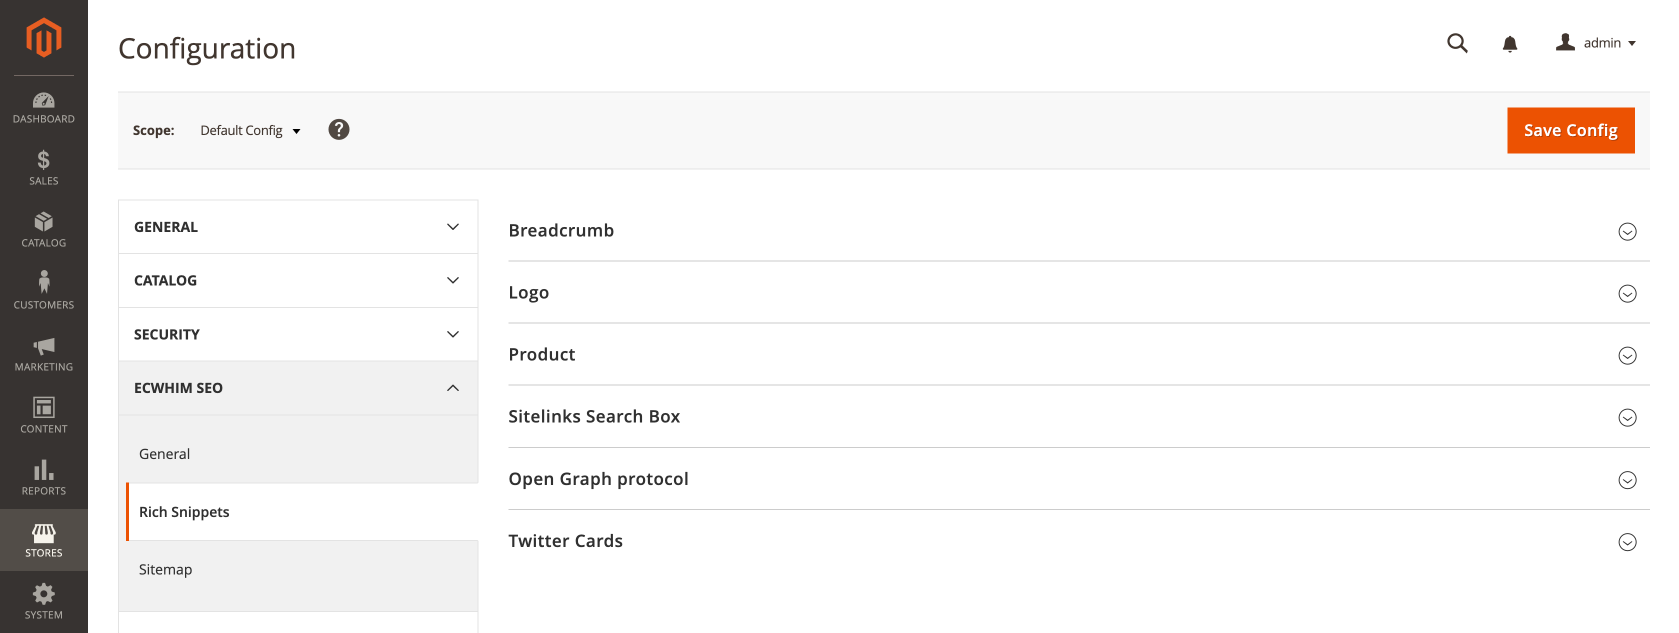 Configuration
admin
Scope:
Default Config
?
Save Config
DASHBOARD
$
SALES
CATALOG
CUSTOMERS
MARKETING
CONTENT
REPORTS
STORES
SYSTEM
GENERAL
CATALOG
SECURITY
ECWHIM SEO
General
Rich Snippets
Sitemap
Breadcrumb
Logo
Product
Sitelinks Search Box
Open Graph protocol
Twitter Cards